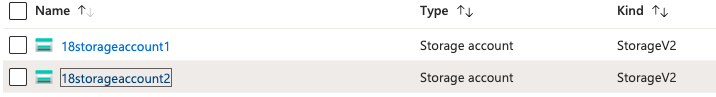 Name ↑↓ Type ↑↓ Kind ↑↓
18storageaccount1 Storage account StorageV2
18storageaccount2 Storage account StorageV2